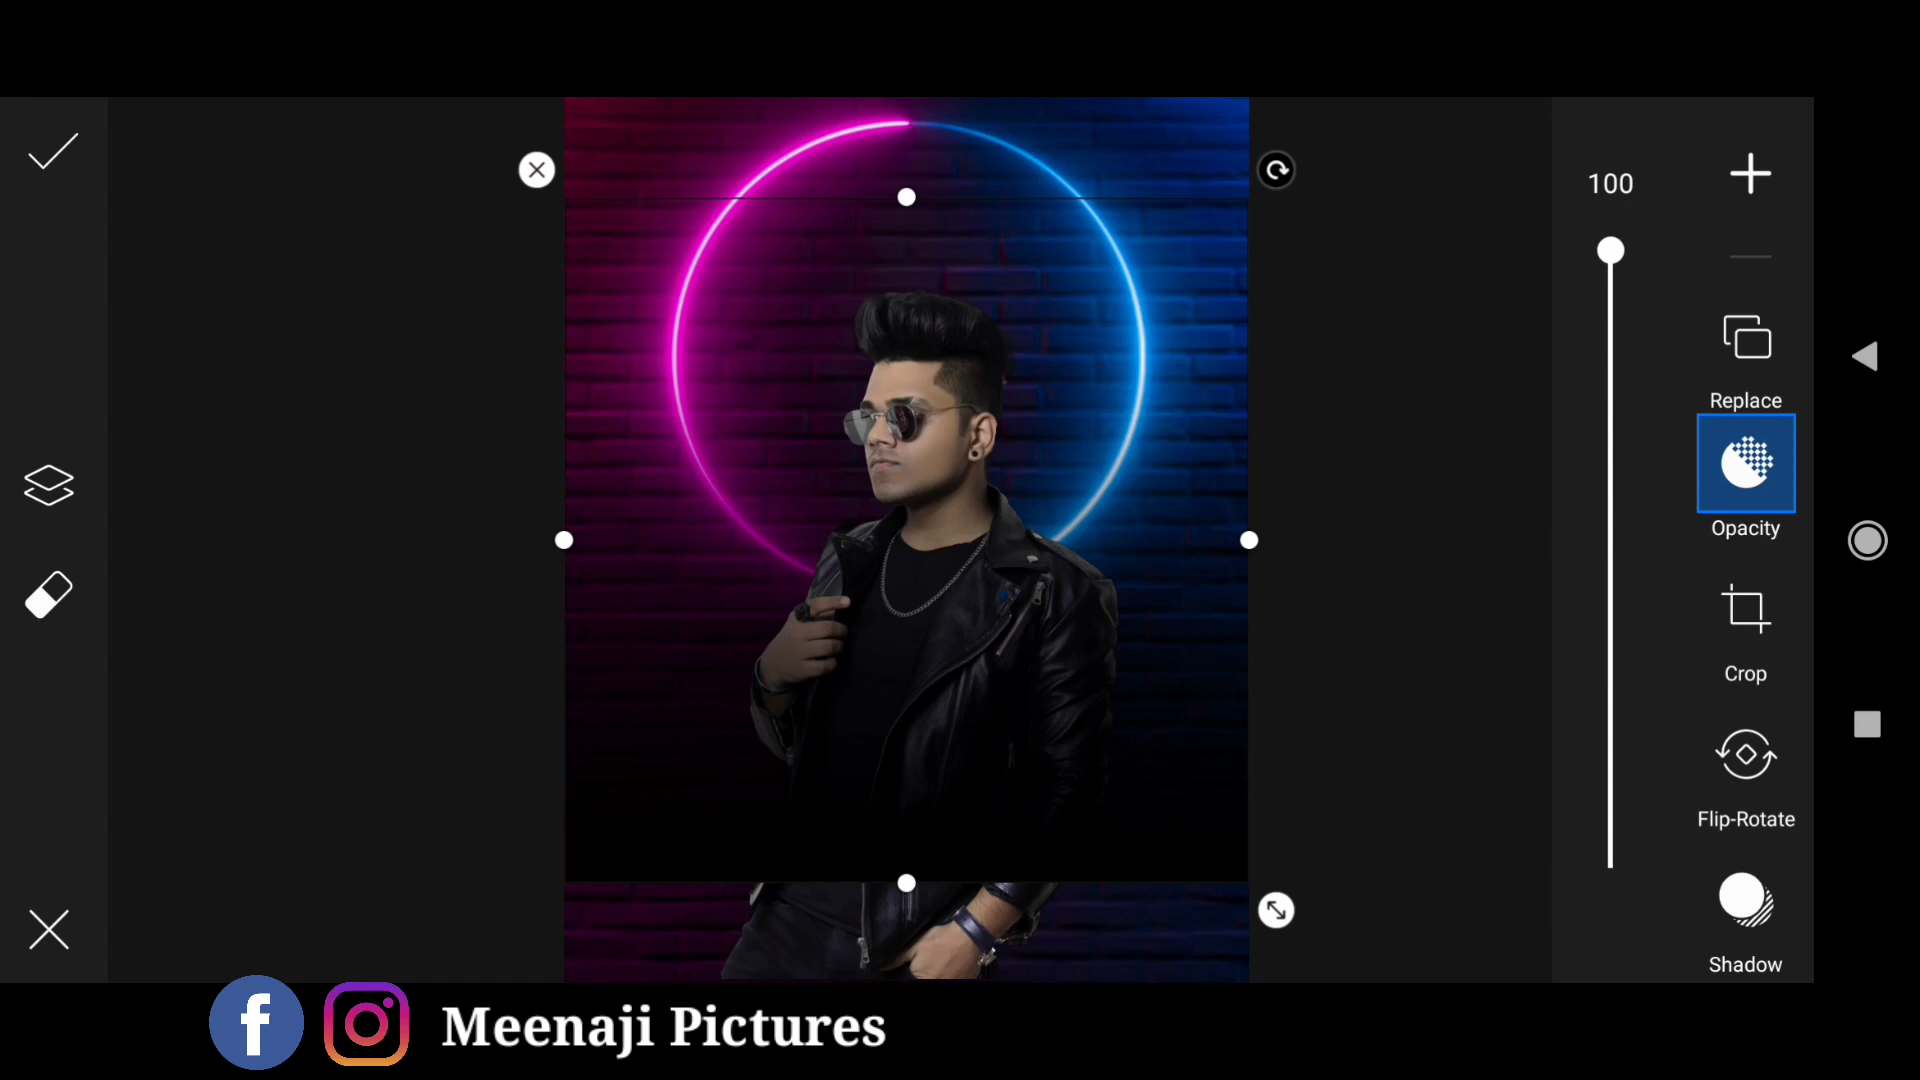 100
Replace
Opacity
Crop
Flip-Rotate
Shadow
f
Meenaji Pictures